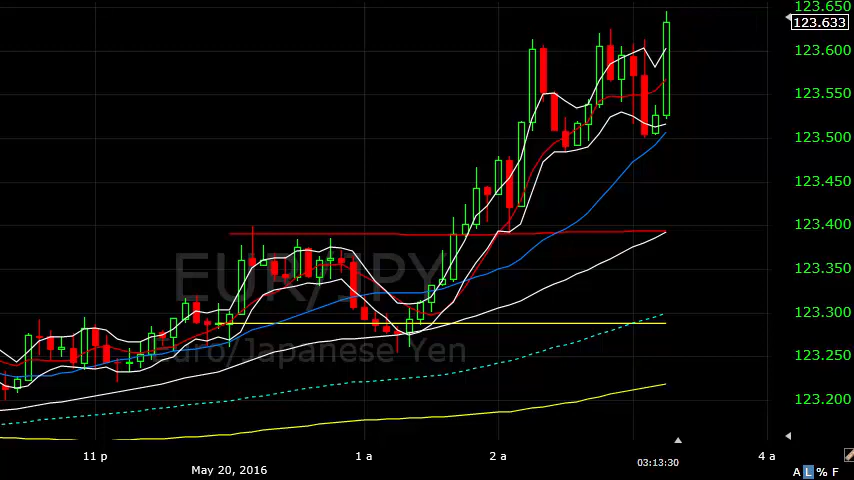 123.650
123.633
123.600
123.550
123.500
123.450
123.400
123.350
123.300
123.250
123.200
EUR/JPY
Euro/Japanese Yen
11 p
1 a
2 a
03:13:30
4 a
May 20, 2016
A L % F